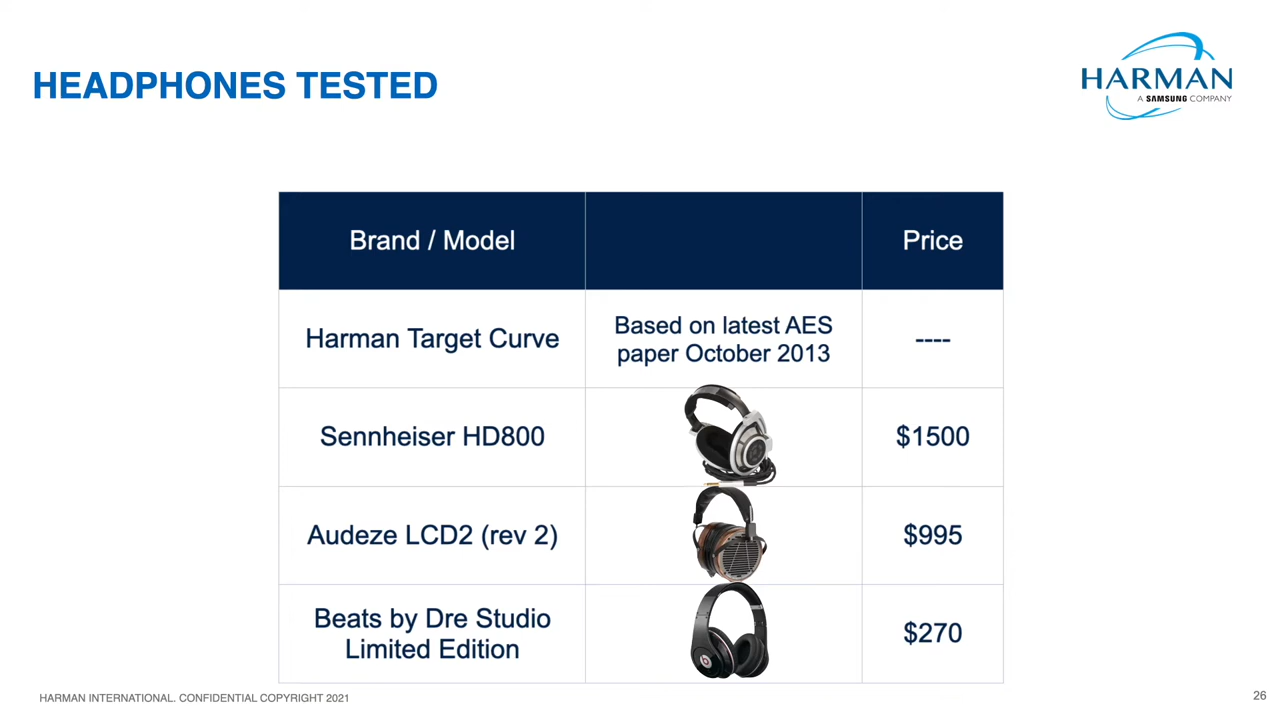 HEADPHONES TESTED
HARMAN
A SAMSUNG COMPANY
Brand / Model
Price
Harman Target Curve
Based on latest AES
paper October 2013
----
Sennheiser HD800
$1500
Audeze LCD2 (rev 2)
$995
Beats by Dre Studio
Limited Edition
$270
HARMAN INTERNATIONAL. CONFIDENTIAL COPYRIGHT 2021
26